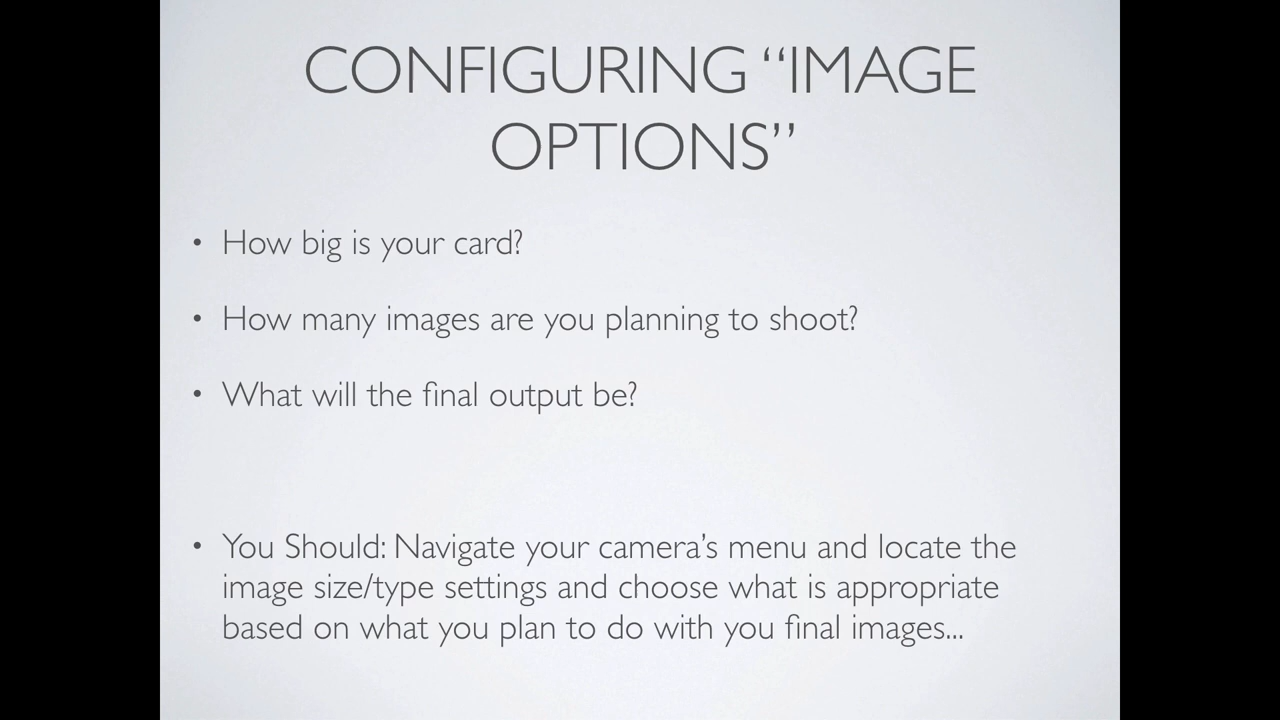 CONFIGURING “IMAGE
OPTIONS”
• How big is your card?
• How many images are you planning to shoot?
• What will the final output be?
• You Should: Navigate your camera’s menu and locate the
image size/type settings and choose what is appropriate
based on what you plan to do with you final images...